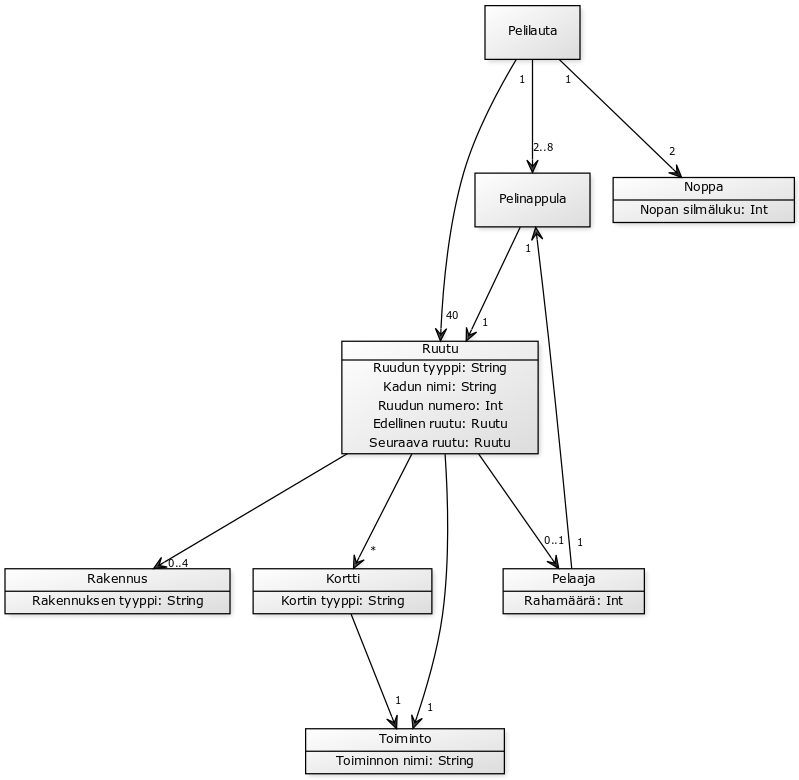 Pelilauta
1
1
2..8
2
Pelinappula
Noppa
Nopan silmäluku: Int
1
40
1
Ruutu
Ruudun tyyppi: String
Kadun nimi: String
Ruudun numero: Int
Edellinen ruutu: Ruutu
Seuraava ruutu: Ruutu
0..4
*
0..1
1
Rakennus
Rakennuksen tyyppi: String
Kortti
Kortin tyyppi: String
Pelaaja
Rahamäärä: Int
1
1
Toiminto
Toiminnon nimi: String